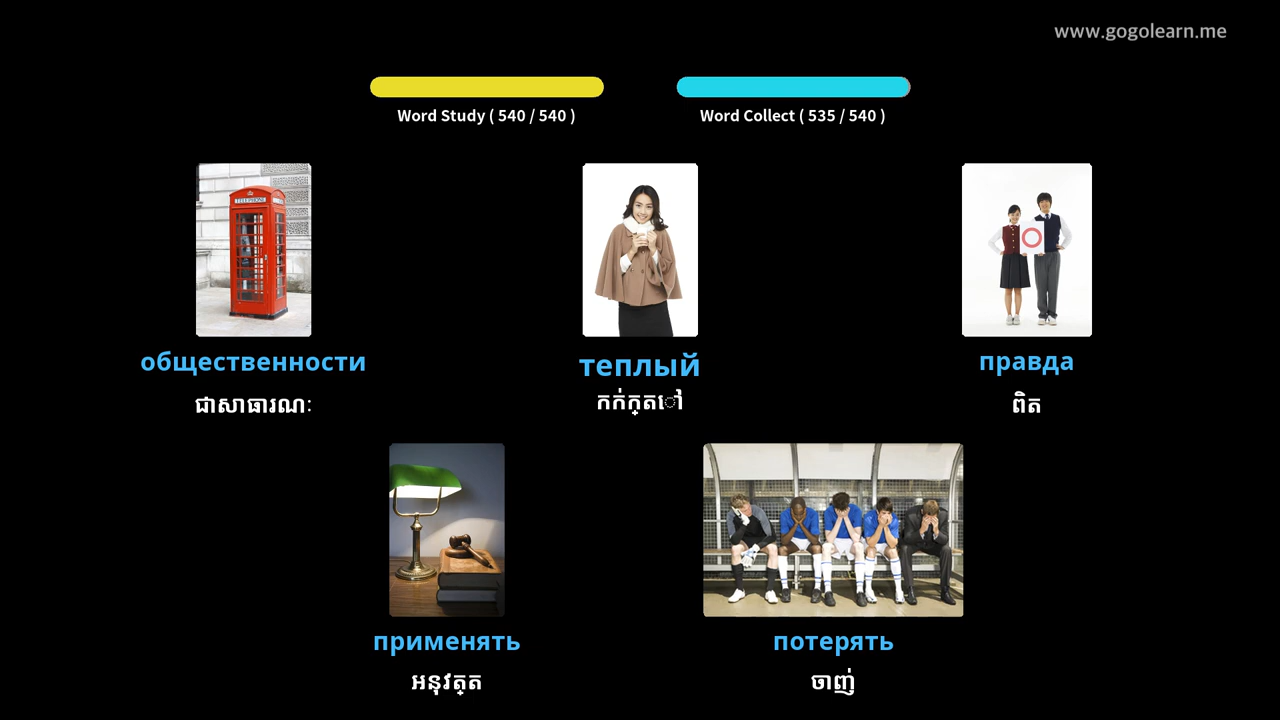 www.gogolearn.me
Word Study ( 540 / 540 )
Word Collect ( 535 / 540 )
TELEPHONE
общественности
теплый
правда
ជាសាធារណៈ
កក់ក្តៅ
ពិត
применять
потерять
អនុវត្ត
ចាញ់